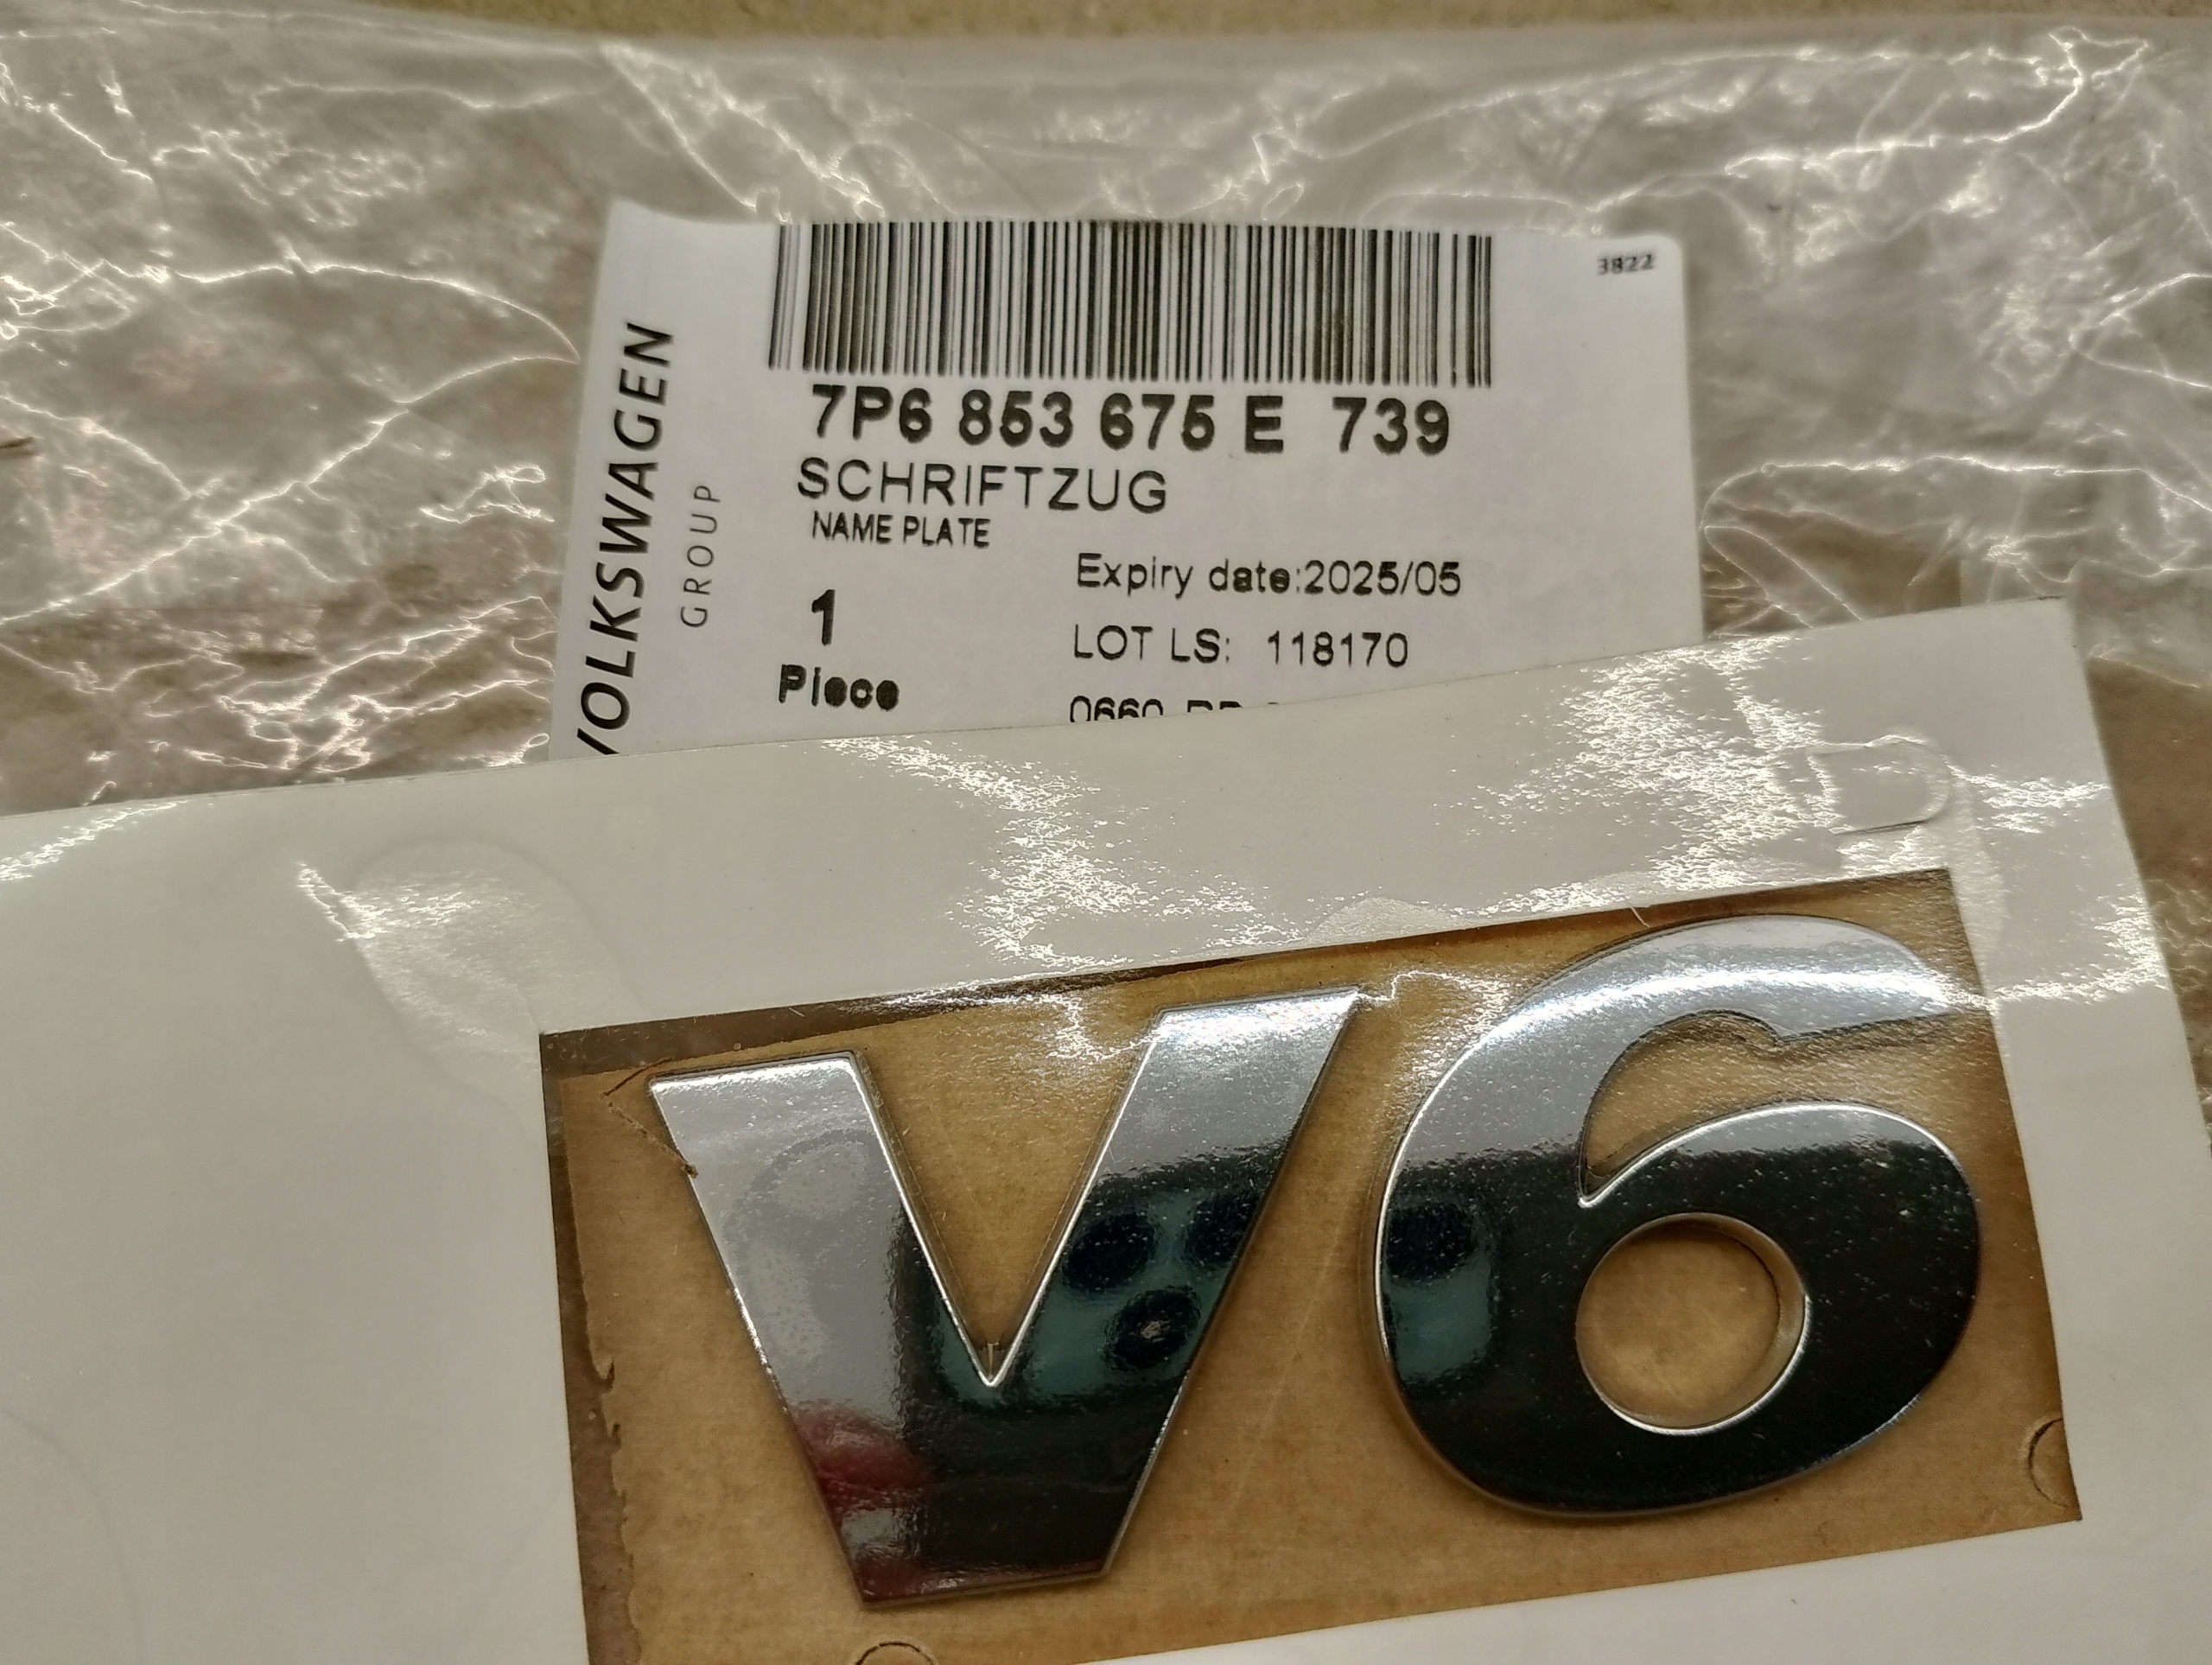 3822
VOLKSWAGEN
GROUP
7P6 853 675 E 739
SCHRIFTZUG
NAME PLATE
Expiry date:2025/05
1
Piece
LOT LS: 118170
0660
V6